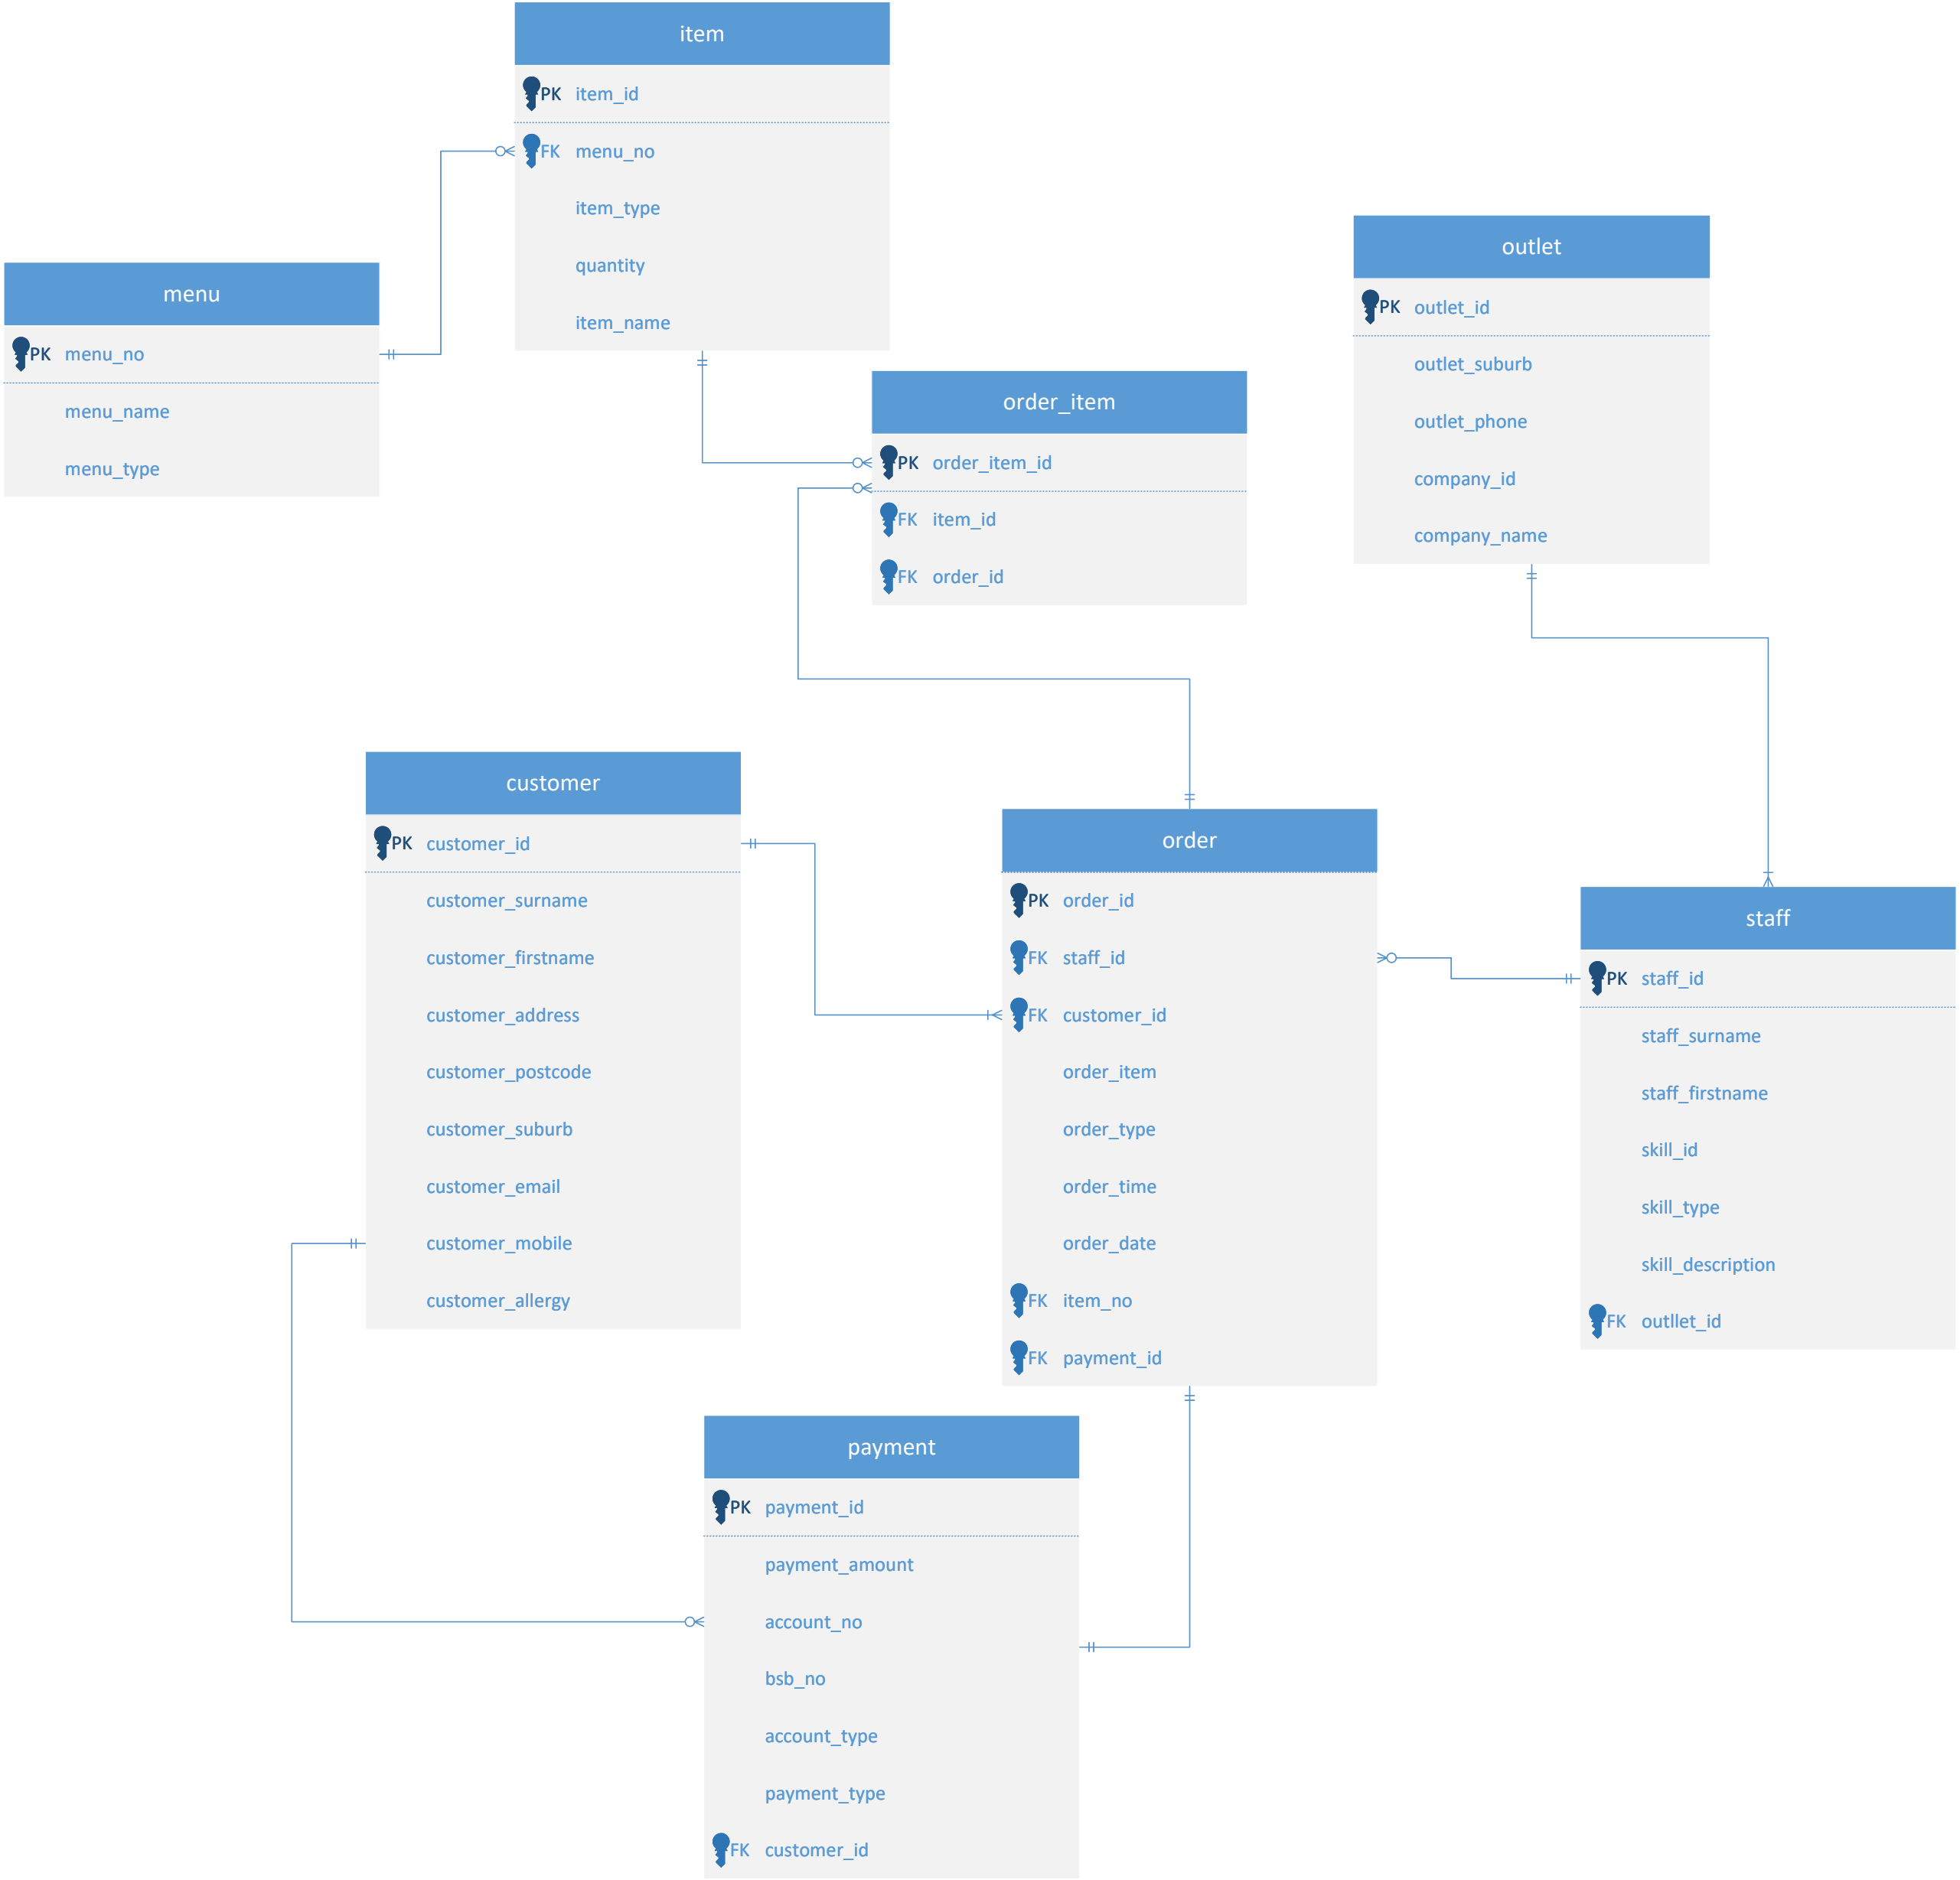 item
PK item_id
FK menu_no
item_type
quantity
item_name
menu
PK menu_no
menu_name
menu_type
outlet
PK outlet_id
outlet_suburb
outlet_phone
company_id
company_name
order_item
PK order_item_id
FK item_id
FK order_id
customer
PK customer_id
customer_surname
customer_firstname
customer_address
customer_postcode
customer_suburb
customer_email
customer_mobile
customer_allergy
order
PK order_id
FK staff_id
FK customer_id
order_item
order_type
order_time
order_date
FK item_no
FK payment_id
staff
PK staff_id
staff_surname
staff_firstname
skill_id
skill_type
skill_description
FK outllet_id
payment
PK payment_id
payment_amount
account_no
bsb_no
account_type
payment_type
FK customer_id